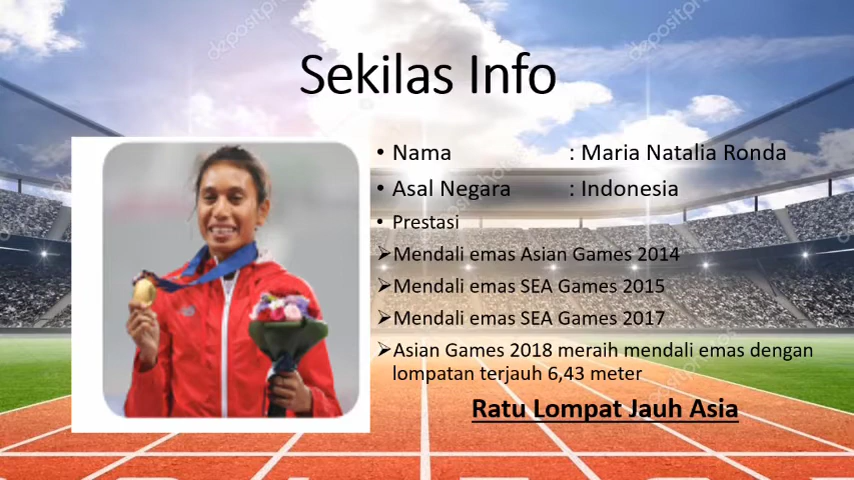 Sekilas Info
• Nama : Maria Natalia Ronda
• Asal Negara : Indonesia
• Prestasi
➢Mendali emas Asian Games 2014
➢Mendali emas SEA Games 2015
➢Mendali emas SEA Games 2017
➢Asian Games 2018 meraih mendali emas dengan
lompatan terjauh 6,43 meter
Ratu Lompat Jauh Asia
depositphotos
depositphotos